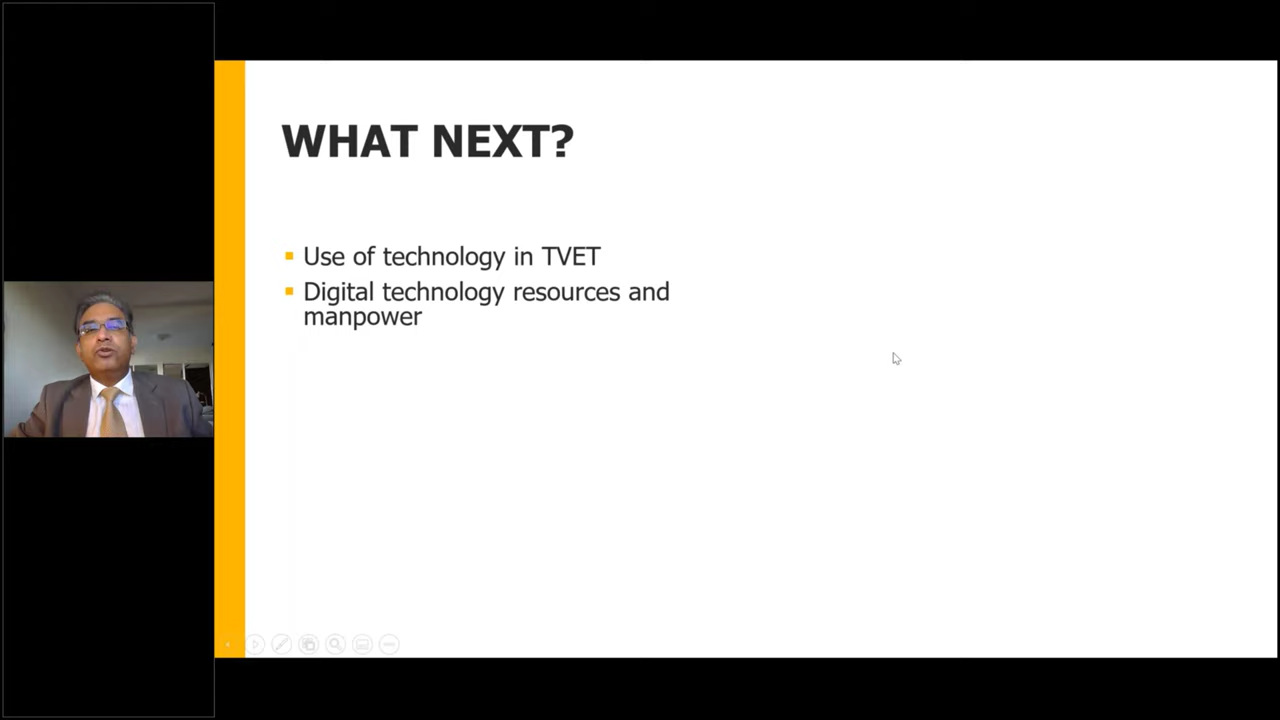 WHAT NEXT?
Use of technology in TVET
Digital technology resources and
manpower